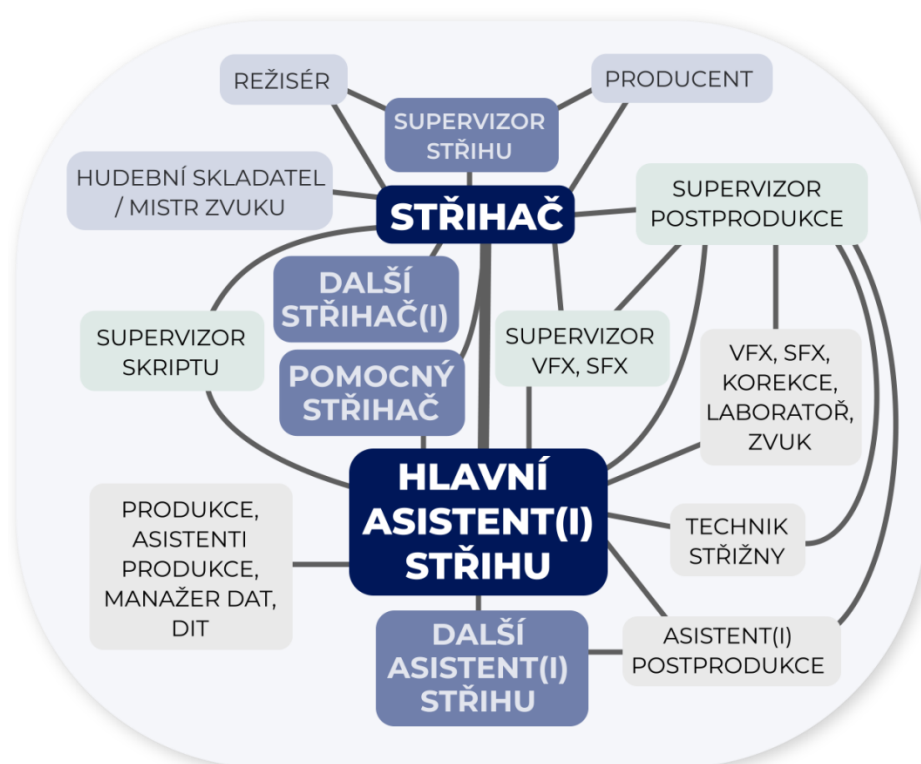 REŽISÉR
PRODUCENT
SUPERVIZOR
STŘIHU
HUDEBNÍ SKLADATEL
/ MISTR ZVUKU
STŘIHAČ
SUPERVIZOR
POSTPRODUKCE
DALŠÍ
STŘIHAČ(I)
SUPERVIZOR
SKRIPTU
POMOCNÝ
STŘIHAČ
SUPERVIZOR
VFX, SFX
VFX, SFX,
KOREKCE,
LABORATOŘ,
ZVUK
HLAVNÍ
ASISTENT(I)
STŘIHU
PRODUKCE,
ASISTENTI
PRODUKCE,
MANAŽER DAT,
DIT
TECHNIK
STŘIŽNY
DALŠÍ
ASISTENT(I)
STŘIHU
ASISTENT(I)
POSTPRODUKCE